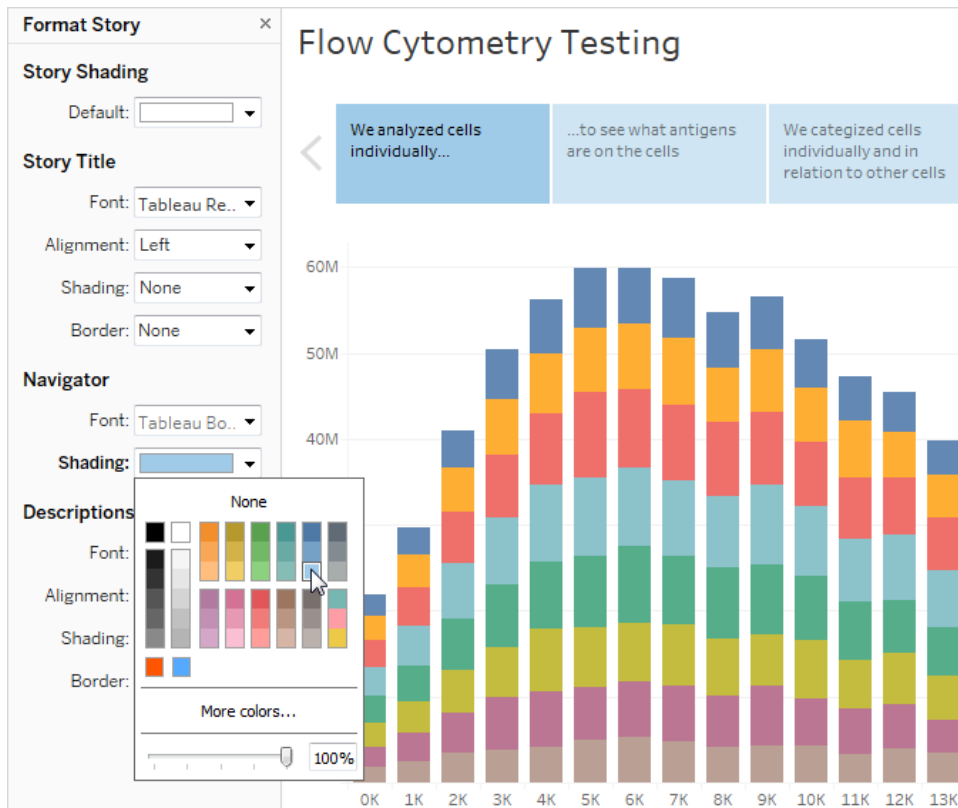 Format Story
×
Story Shading
Default:
Story Title
Font: Tableau Re..
Alignment: Left
Shading: None
Border: None
Navigator
Font: Tableau Bo..
Shading:
None
Descriptions
Font:
Alignment:
Shading:
Border:
More colors...
100%
Flow Cytometry Testing
We analyzed cells
individually...
...to see what antigens
are on the cells
We categized cells
individually and in
relation to other cells
60M
50M
40M
0K 1K 2K 3K 4K 5K 6K 7K 8K 9K 10K 11K 12K 13K